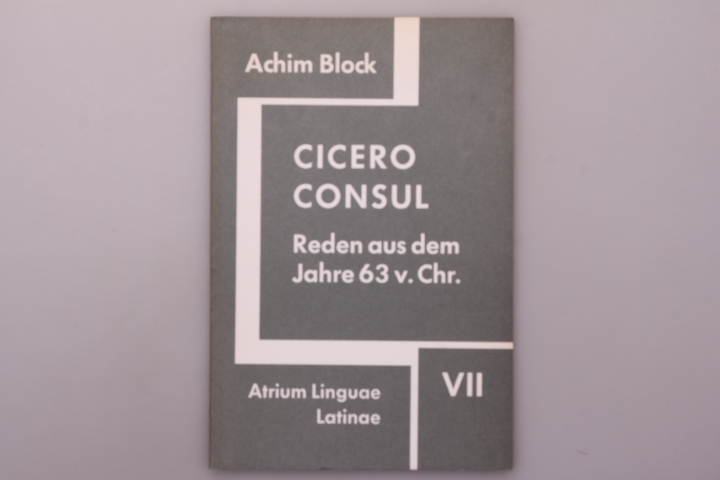 Achim Block
CICERO
CONSUL
Reden aus dem
Jahre 63 v. Chr.
Atrium Linguae
Latinae
VII